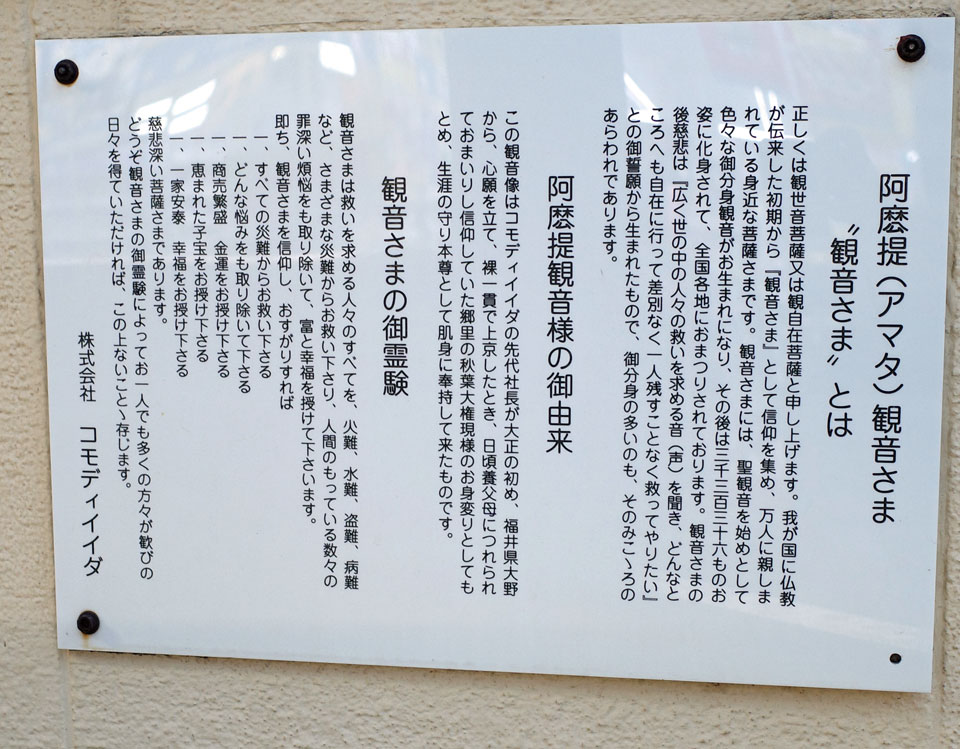 阿麽提（アマタ）観音さま
〝観音さま〟とは
正しくは観世音菩薩又は観自在菩薩と申し上げます。我が国に仏教
が伝来した初期から『観音さま』として信仰を集め、万人に親しま
れている身近な菩薩さまです。観音さまには、聖観音を始めとして
色々な御分身観音がお生まれになり、その後は三千三百三十六ものお
姿に化身されて、全国各地におまつりされております。観音さまの
後慈悲は『広く世の中の人々の救いを求める音（声）を聞き、どんなと
ころへも自在に行って差別なく一人残すことなく救ってやりたい』
との御誓願から生まれたもので、御分身の多いのも、そのみこゝろの
あらわれであります。
阿麽提観音様の御由来
この観音像はコモディイイダの先代社長が大正の初め、福井県大野
から、心願を立て、裸一貫で上京したとき、日頃養父母につれられ
ておまいりし信仰していた郷里の秋葉大権現様のお身変りとしても
とめ、生涯の守り本尊として肌身に奉持して来たものです。
観音さまの御霊験
観音さまは救いを求める人々のすべてを、火難、水難、盗難、病難
など、さまざまな災難からお救い下さり、人間のもっている数々の
罪深い煩悩をも取り除いて、富と幸福を授けて下さいます。
即ち、観音さまを信仰し、おすがりすれば
一、すべての災難からお救い下さる
一、どんな悩みをも取り除いて下さる
一、商売繁盛　金運をお授け下さる
一、恵まれた子宝をお授け下さる
一、一家安泰　幸福をお授け下さる
慈悲深い菩薩さまであります。
どうぞ観音さまの御霊験によってお一人でも多くの方々が歓びの
日々を得ていただければ、この上ないことゝ存じます。
株式会社　コモディイイダ